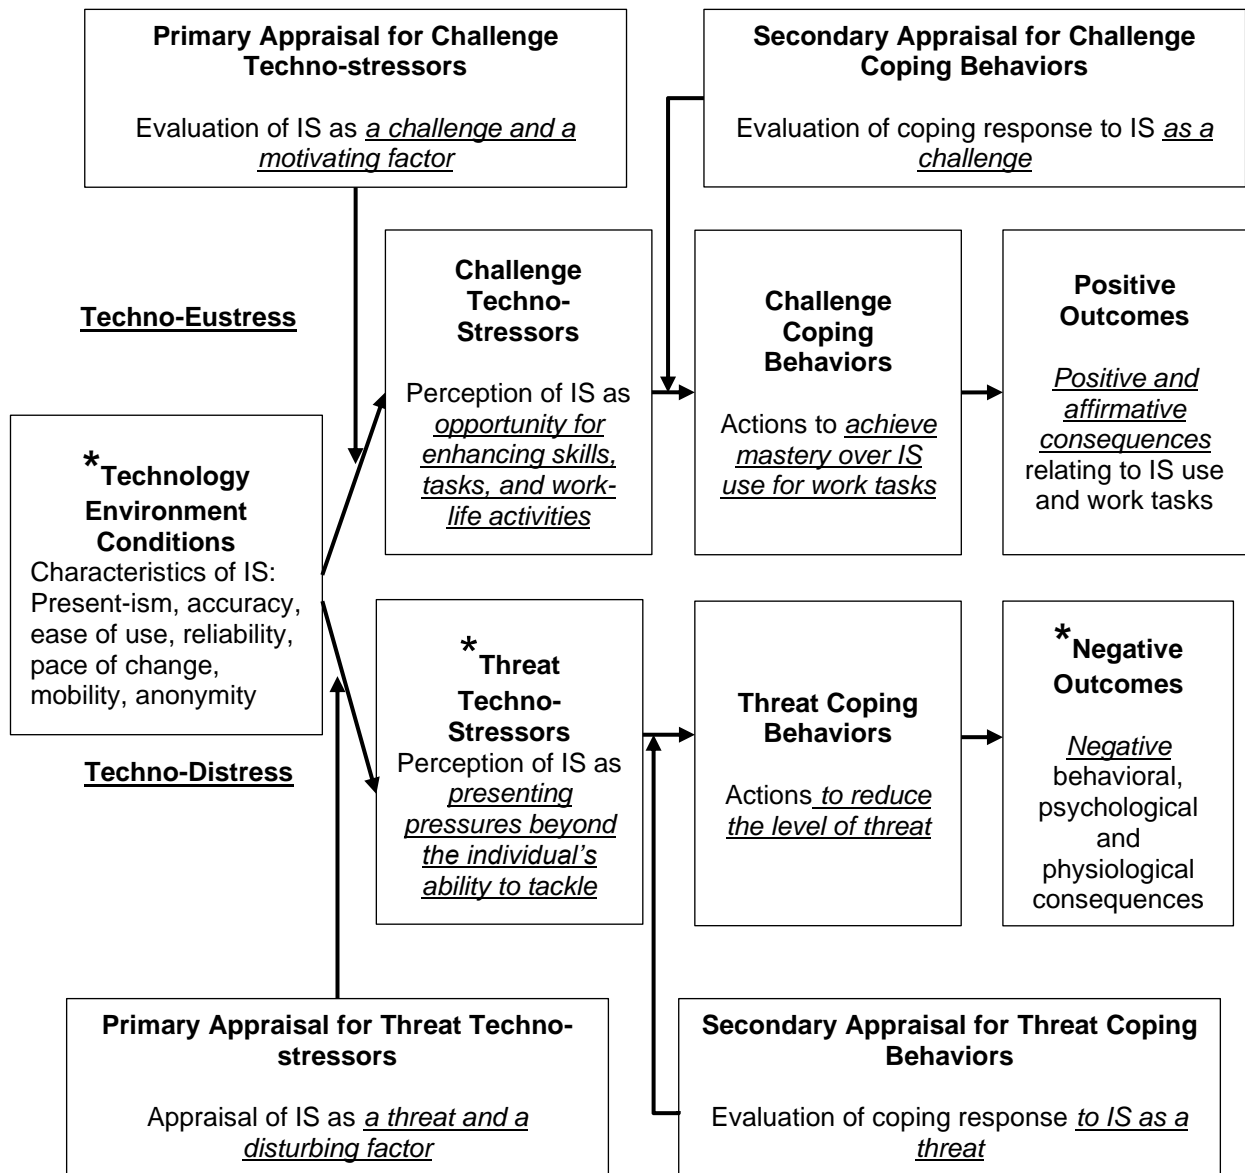 Primary Appraisal for Challenge
Techno-stressors
Evaluation of IS as a challenge and a
motivating factor
Secondary Appraisal for Challenge
Coping Behaviors
Evaluation of coping response to IS as a
challenge
Techno-Eustress
Challenge
Techno-
Stressors
Perception of IS as
opportunity for
enhancing skills,
tasks, and work-
life activities
Challenge
Coping
Behaviors
Actions to achieve
mastery over IS
use for work tasks
Positive
Outcomes
Positive and
affirmative
consequences
relating to IS use
and work tasks
*Technology
Environment
Conditions
Characteristics of IS:
Present-ism, accuracy,
ease of use, reliability,
pace of change,
mobility, anonymity
Techno-Distress
*Threat
Techno-
Stressors
Perception of IS as
presenting
pressures beyond
the individual’s
ability to tackle
Threat Coping
Behaviors
Actions to reduce
the level of threat
*Negative
Outcomes
Negative
behavioral,
psychological
and
physiological
consequences
Primary Appraisal for Threat Techno-
stressors
Appraisal of IS as a threat and a
disturbing factor
Secondary Appraisal for Threat Coping
Behaviors
Evaluation of coping response to IS as a
threat